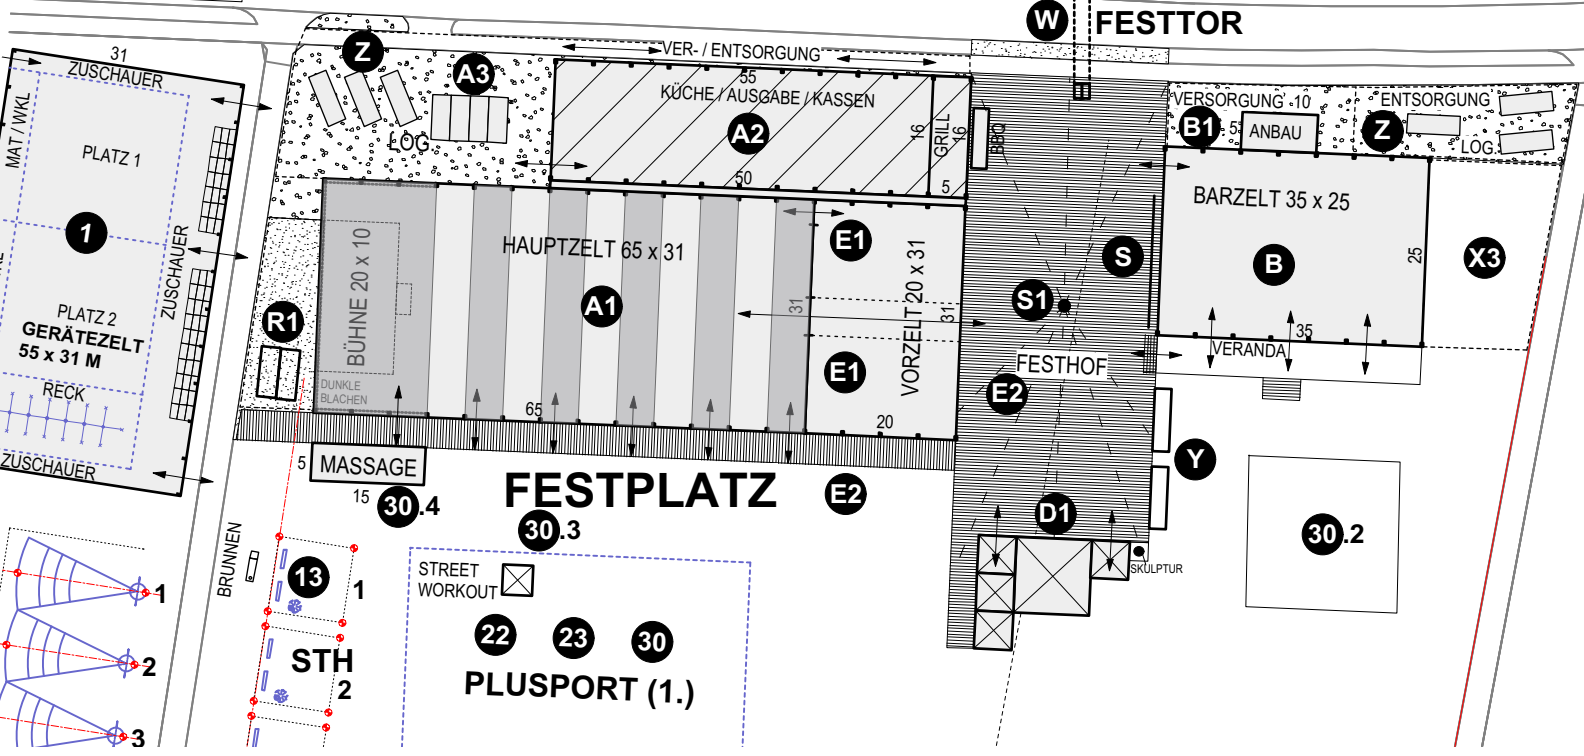 W
FESTTOR
31
ZUSCHAUER
MAT / WKL
PLATZ 1
1
ZUSCHAUER
PLATZ 2
GERÄTEZELT
55 x 31 M
RECK
ZUSCHAUER
Z
A3
LOG.
VER- / ENTSORGUNG
55
KÜCHE / AUSGABE / KASSEN
A2
16
GRILL
16
BBQ
50
5
VERSORGUNG
10
B1
5
ANBAU
ENTSORGUNG
Z
LOG.
BARZELT 35 x 25
B
25
X3
35
VERANDA
HAUPTZELT 65 x 31
BÜHNE 20 x 10
A1
31
DUNKLE
BLACHEN
65
R1
E1
E1
VORZELT 20 x 31
31
20
S
S1
FESTHOF
E2
MASSAGE
5
15
30.4
FESTPLATZ
30.3
E2
D1
Y
30.2
SKULPTUR
BRUNNEN
13
1
STH
2
STREET
WORKOUT
22
23
30
PLUSPORT (1.)
1
2
3